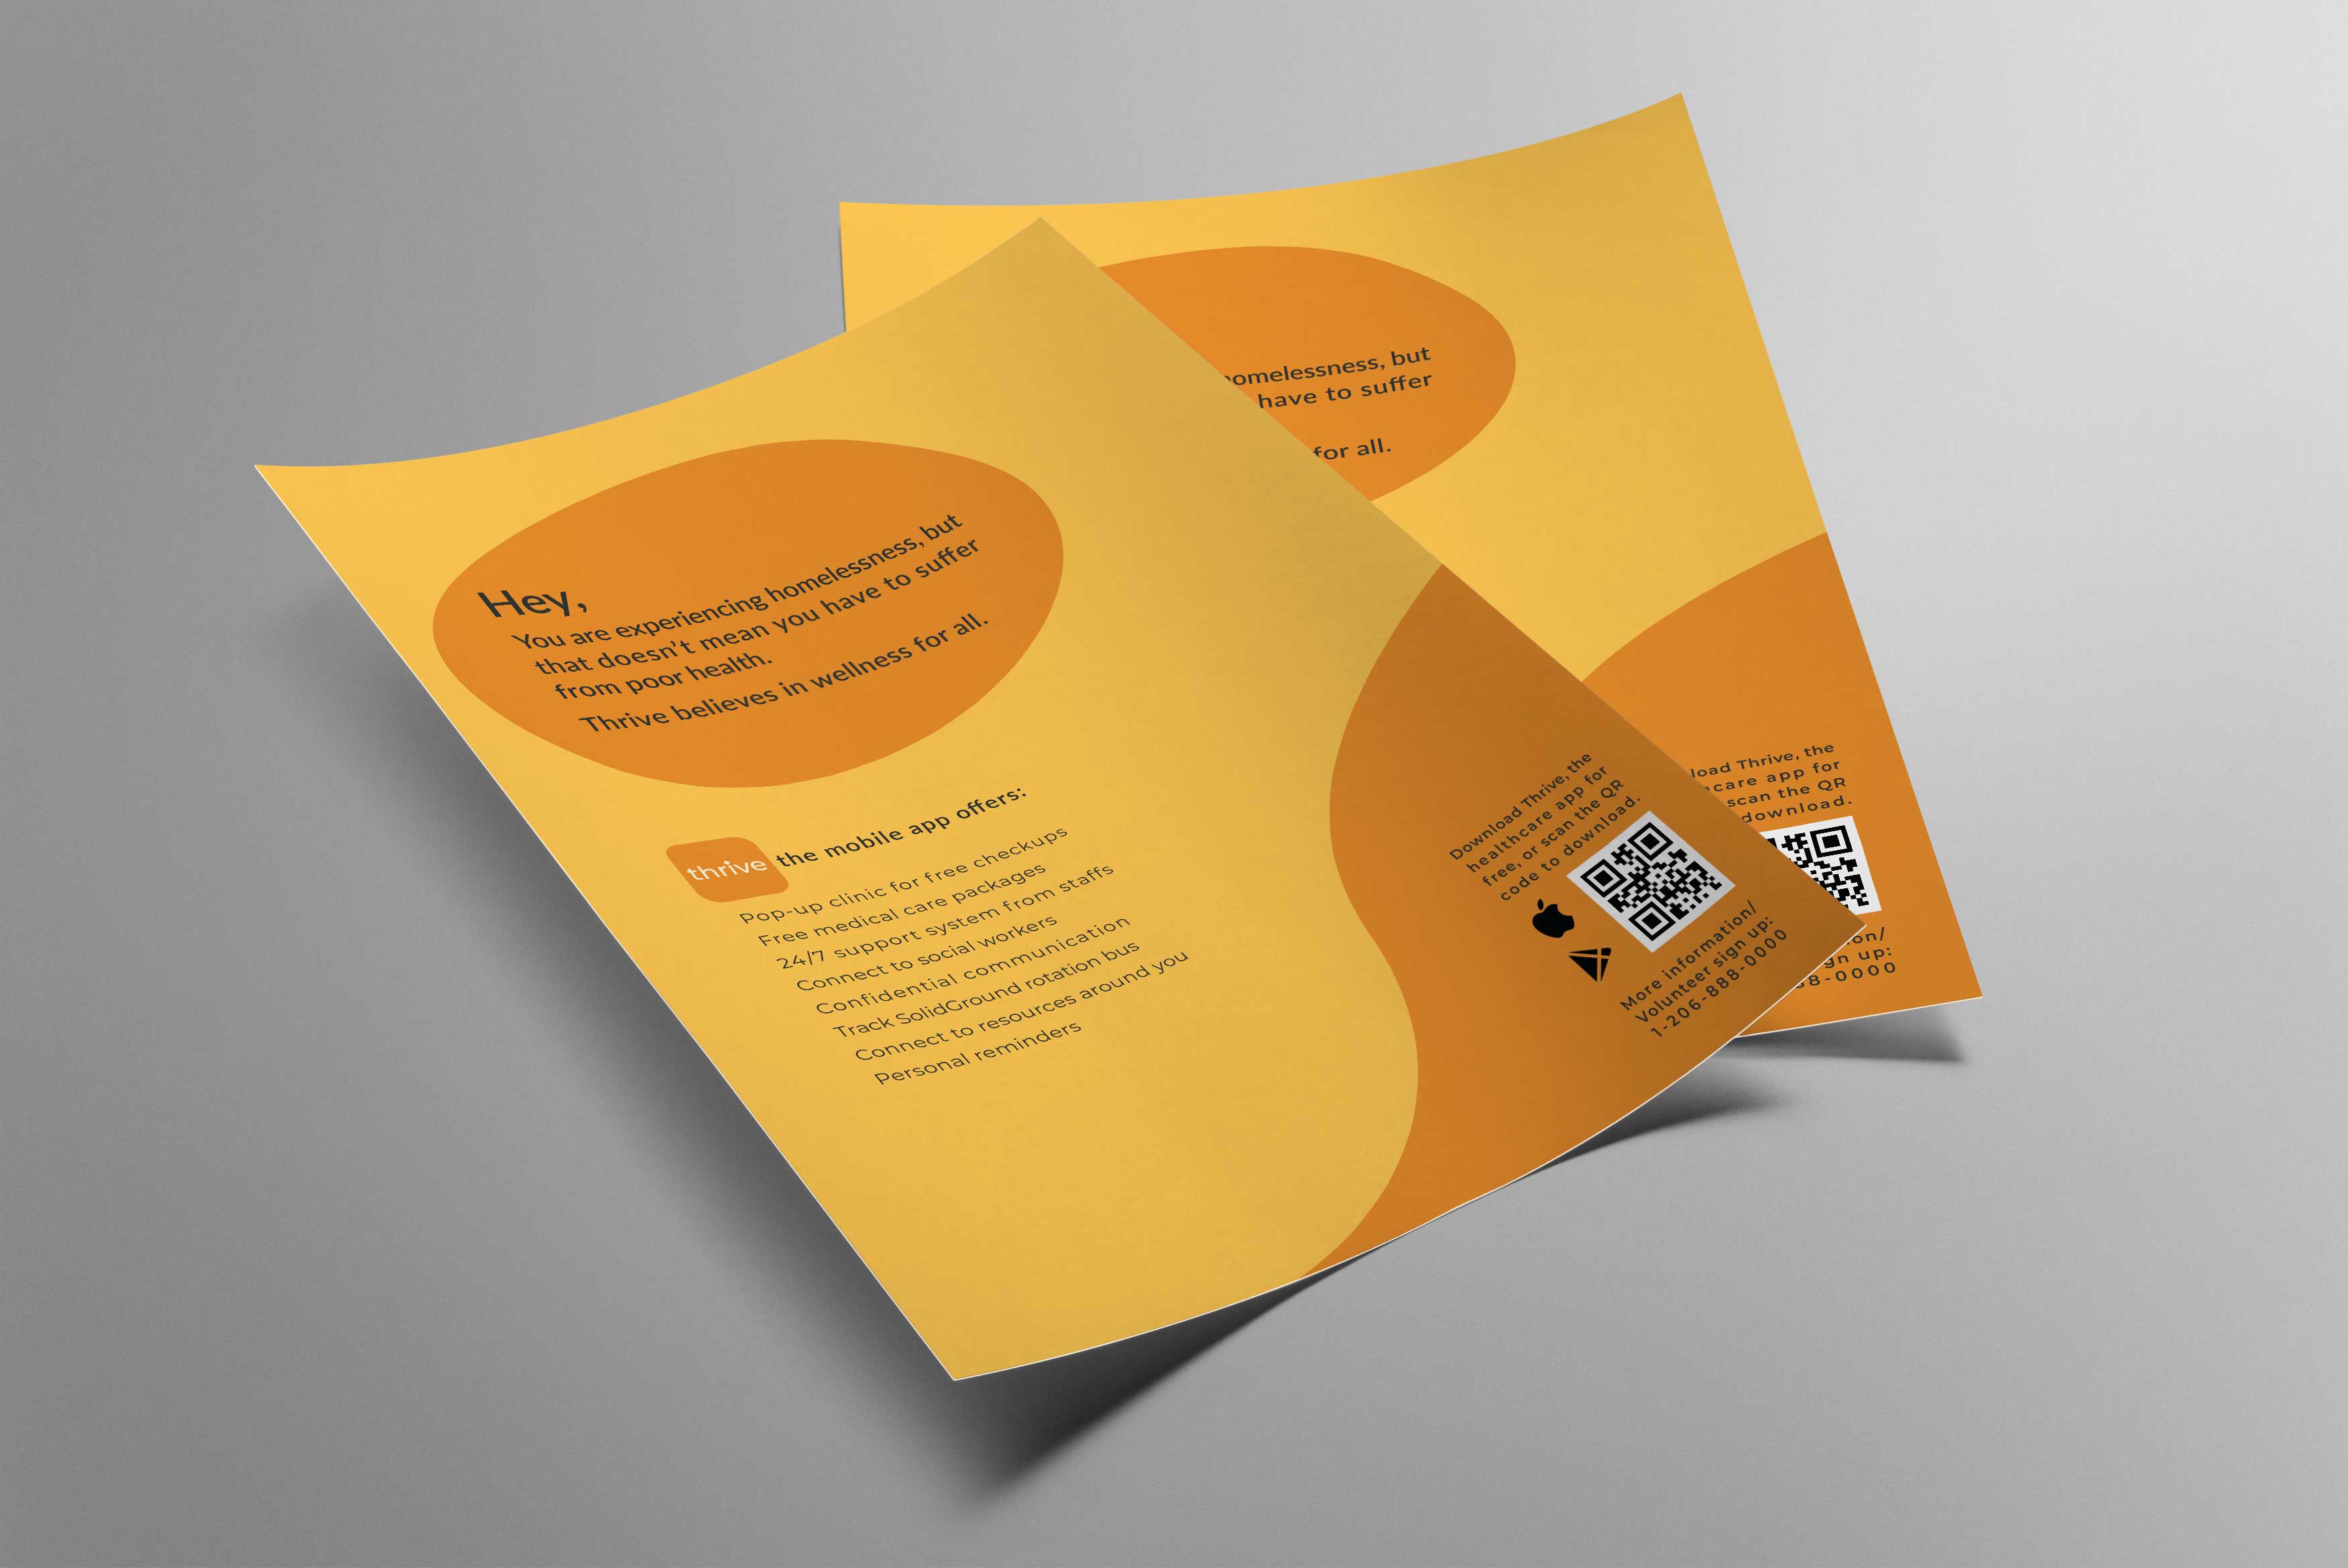 Hey,
You are experiencing homelessness, but
that doesn't mean you have to suffer
from poor health.
Thrive believes in wellness for all.
thrive the mobile app offers:
Pop-up clinic for free checkups
Free medical care packages
24/7 support system from staffs
Connect to social workers
Confidential communication
Track SolidGround rotation bus
Connect to resources around you
Personal reminders
Download Thrive, the
healthcare app for
free, or scan the QR
code to download.
More information/
Volunteer sign up:
1-206-888-0000
homelessness, but
have to suffer
for all.
Thrive, the
care app for
scan the QR
download.
up:
8-0000